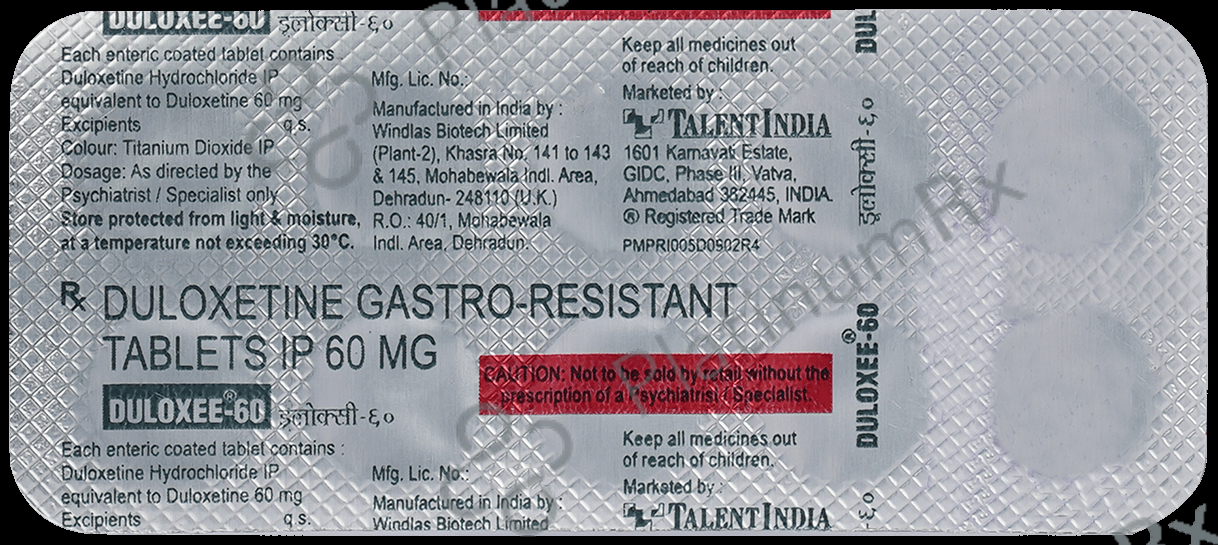 DULOXEE-60 डूलोक्सी-६०
Each enteric coated tablet contains :
Duloxetine Hydrochloride IP
equivalent to Duloxetine 60 mg
Excipients q.s.
Colour: Titanium Dioxide IP
Dosage: As directed by the
Psychiatrist / Specialist only
Store protected from light & moisture,
at a temperature not exceeding 30°C.
Mfg. Lic. No.:
Manufactured in India by :
Windlas Biotech Limited
(Plant-2), Khasra No. 141 to 143
& 145, Mohabewala Indl. Area,
Dehradun- 248110 (U.K.)
R.O.: 40/1, Mohabewala
Indl. Area, Dehradun.
Keep all medicines out
of reach of children.
Marketed by :
TALENTINDIA
1601 Karnavati Estate,
GIDC, Phase III, Vatva,
Ahmedabad 382445, INDIA.
® Registered Trade Mark
PMPRI005D0902R4
DUL
डूलोक्सी-६०
Rx DULOXETINE GASTRO-RESISTANT
TABLETS IP 60 MG
DULOXEE®-60 डूलोक्सी-६०
CAUTION: Not to be sold by retail without the
prescription of a Psychiatrist / Specialist.
DULOXEE®-60
Each enteric coated tablet contains :
Duloxetine Hydrochloride IP
equivalent to Duloxetine 60 mg
Excipients q.s.
Mfg. Lic. No.:
Manufactured in India by :
Windlas Biotech Limited
Keep all medicines out
of reach of children.
Marketed by :
TALENTINDIA
-६०
PlatinumRx
PlatinumRx
Rx